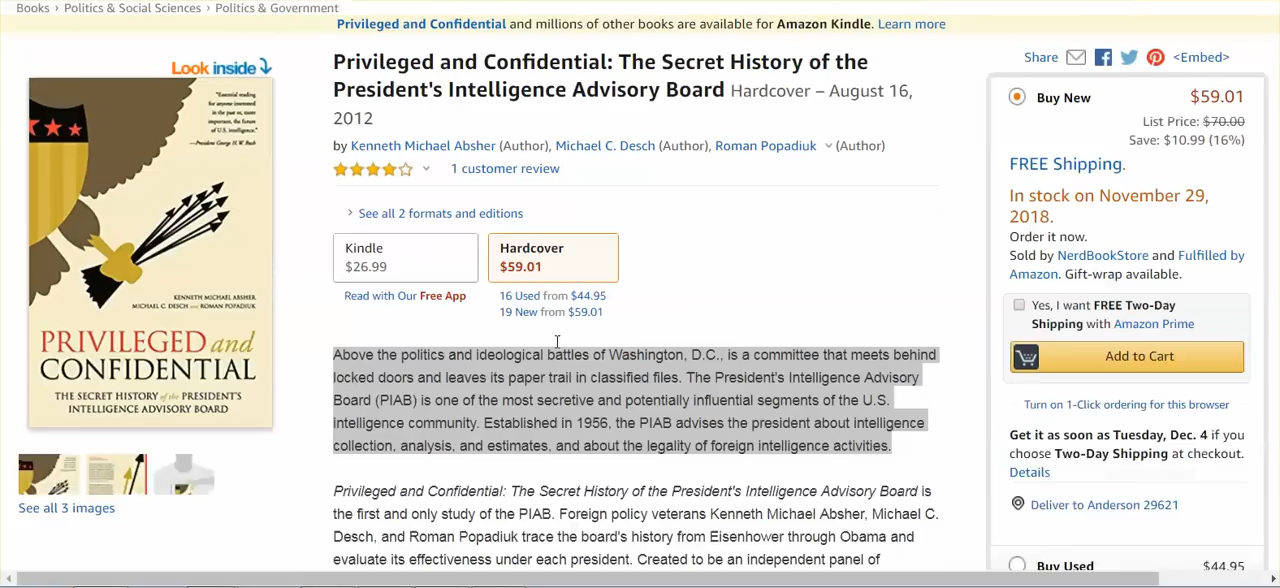 Books › Politics & Social Sciences › Politics & Government
Privileged and Confidential and millions of other books are available for Amazon Kindle. Learn more
Look inside
"Essential reading
for anyone interested
in the past or, more
important, the future
of U.S. intelligence."
—President George H. W. Bush
KENNETH MICHAEL ABSHER
MICHAEL C. DESCH and ROMAN POPADIUK
PRIVILEGED and
CONFIDENTIAL
THE SECRET HISTORY of the PRESIDENT'S
INTELLIGENCE ADVISORY BOARD
See all 3 images
Privileged and Confidential: The Secret History of the
President's Intelligence Advisory Board Hardcover – August 16,
2012
by Kenneth Michael Absher (Author), Michael C. Desch (Author), Roman Popadiuk (Author)
1 customer review
› See all 2 formats and editions
Kindle
$26.99
Hardcover
$59.01
Read with Our Free App
16 Used from $44.95
19 New from $59.01
Above the politics and ideological battles of Washington, D.C., is a committee that meets behind
locked doors and leaves its paper trail in classified files. The President's Intelligence Advisory
Board (PIAB) is one of the most secretive and potentially influential segments of the U.S.
intelligence community. Established in 1956, the PIAB advises the president about intelligence
collection, analysis, and estimates, and about the legality of foreign intelligence activities.
Privileged and Confidential: The Secret History of the President's Intelligence Advisory Board is
the first and only study of the PIAB. Foreign policy veterans Kenneth Michael Absher, Michael C.
Desch, and Roman Popadiuk trace the board's history from Eisenhower through Obama and
evaluate its effectiveness under each president. Created to be an independent panel of
Share <Embed>
Buy New $59.01
List Price: $70.00
Save: $10.99 (16%)
FREE Shipping.
In stock on November 29,
2018.
Order it now.
Sold by NerdBookStore and Fulfilled by
Amazon. Gift-wrap available.
Yes, I want FREE Two-Day
Shipping with Amazon Prime
Add to Cart
Turn on 1-Click ordering for this browser
Get it as soon as Tuesday, Dec. 4 if you
choose Two-Day Shipping at checkout.
Details
Deliver to Anderson 29621
Buy Used $44.95